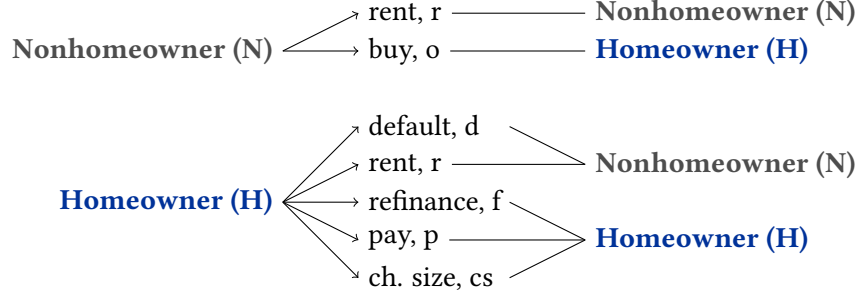 rent, r Nonhomeowner (N)
Nonhomeowner (N) buy, o Homeowner (H)
default, d
rent, r Nonhomeowner (N)
Homeowner (H) refinance, f
pay, p Homeowner (H)
ch. size, cs